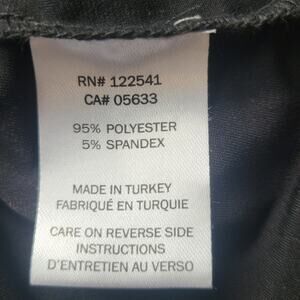 RN# 122541
CA# 05633
95% POLYESTER
5% SPANDEX
MADE IN TURKEY
FABRIQUÉ EN TURQUIE
CARE ON REVERSE SIDE
INSTRUCTIONS
D'ENTRETIEN AU VERSO